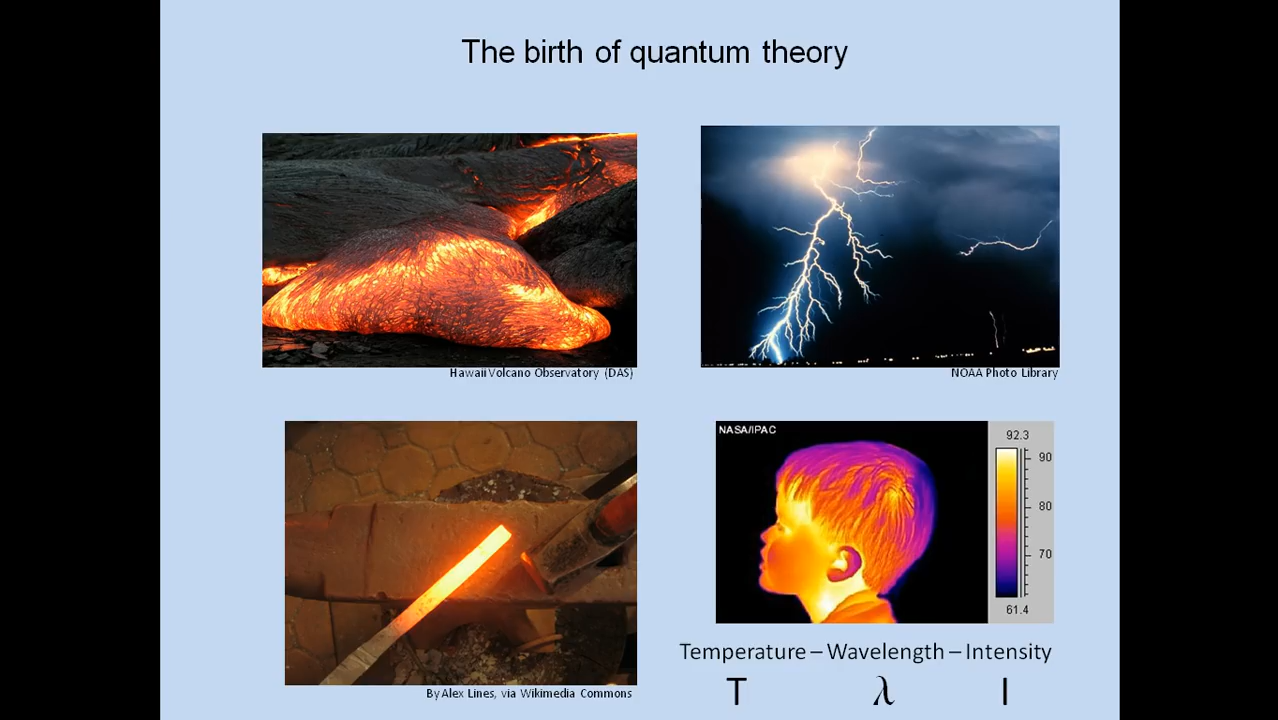 The birth of quantum theory
Hawaii Volcano Observatory (DAS)
NOAA Photo Library
NASA/IPAC
92.3
90
80
70
61.4
By Alex Lines, via Wikimedia Commons
Temperature – Wavelength – Intensity
T λ I